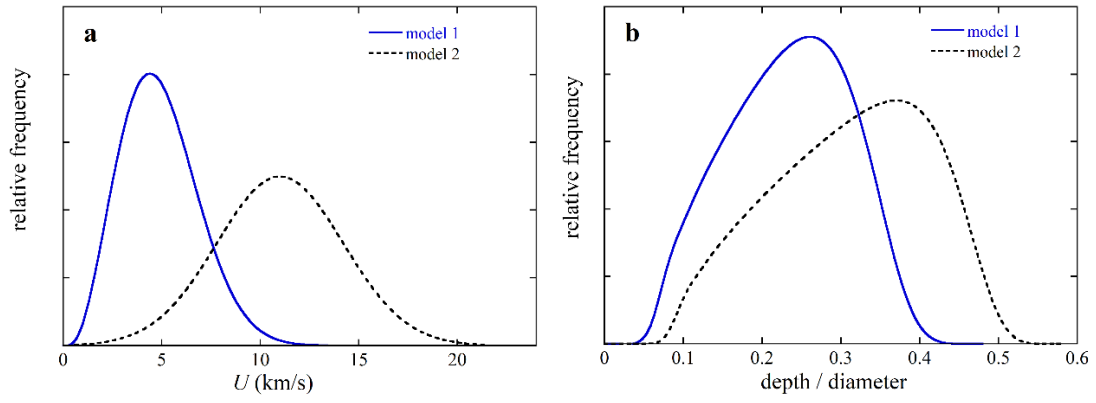 a
model 1
model 2
relative frequency
0
5
10
15
20
U (km/s)
b
model 1
model 2
relative frequency
0
0.1
0.2
0.3
0.4
0.5
0.6
depth / diameter